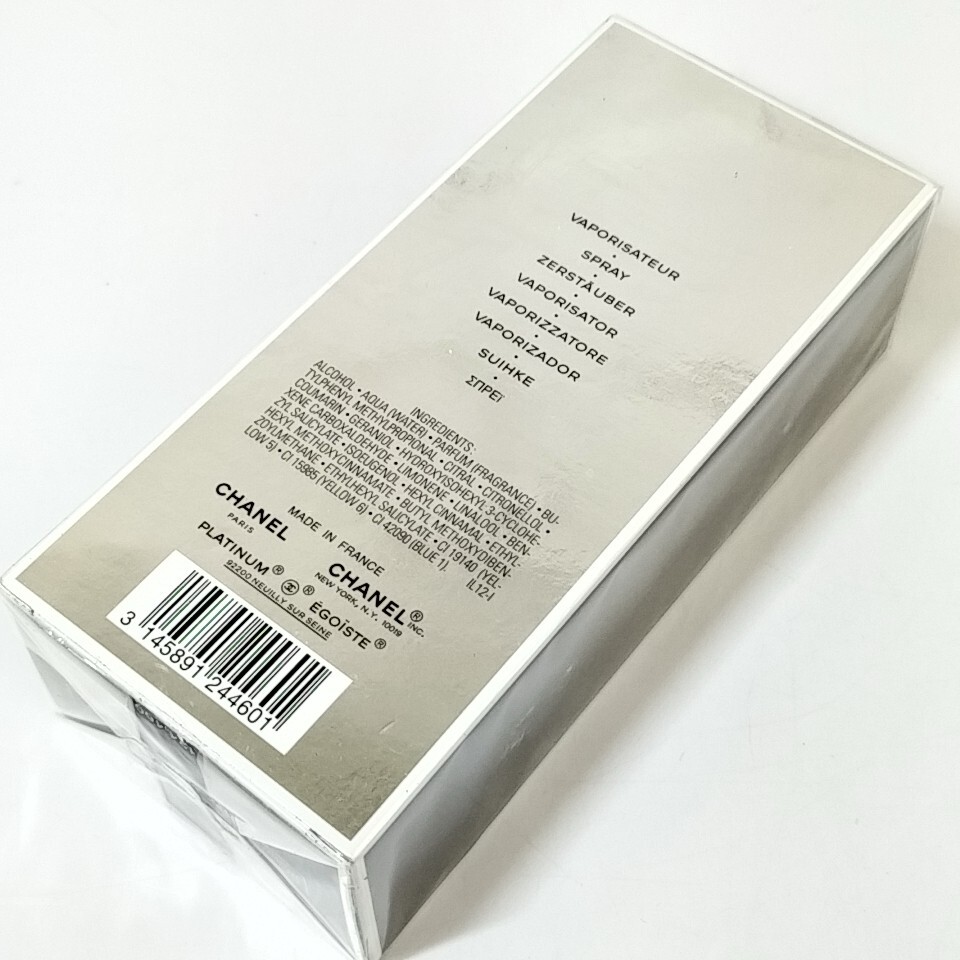 VAPORISATEUR
SPRAY
ZERSTÄUBER
VAPORISATOR
VAPORIZZATORE
VAPORIZADOR
SUIHKE
ΣΠΡΕΪ
INGREDIENTS :
ALCOHOL • AQUA (WATER) • PARFUM (FRAGRANCE) • BU-
TYLPHENYL METHYLPROPIONAL • CITRAL • CITRONELLOL •
COUMARIN • GERANIOL • HYDROXYISOHEXYL 3-CYCLOHE-
XENE CARBOXALDEHYDE • LIMONENE • LINALOOL • BEN-
ZYL SALICYLATE • ISOEUGENOL • HEXYL CINNAMAL • ETHYL-
HEXYL METHOXYCINNAMATE • BUTYL METHOXYDIBEN-
ZOYLMETHANE • ETHYLHEXYL SALICYLATE • CI 19140 (YEL-
LOW 5) • CI 15985 (YELLOW 6) • CI 42090 (BLUE 1).
IL12-I
MADE IN FRANCE
CHANEL
PARIS
CHANEL® INC.
NEW YORK, N.Y. 10019
PLATINUM® ® ÉGOÏSTE®
92200 NEUILLY SUR SEINE
3 145891 244601